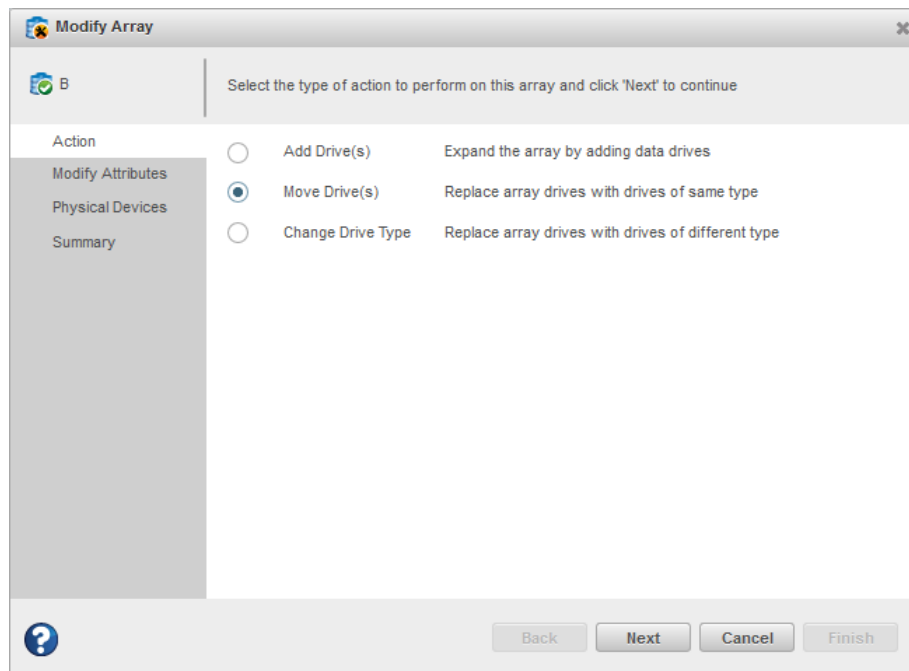 Modify Array
B
Select the type of action to perform on this array and click 'Next' to continue
Action
Modify Attributes
Physical Devices
Summary
Add Drive(s) Expand the array by adding data drives
Move Drive(s) Replace array drives with drives of same type
Change Drive Type Replace array drives with drives of different type
? Back Next Cancel Finish